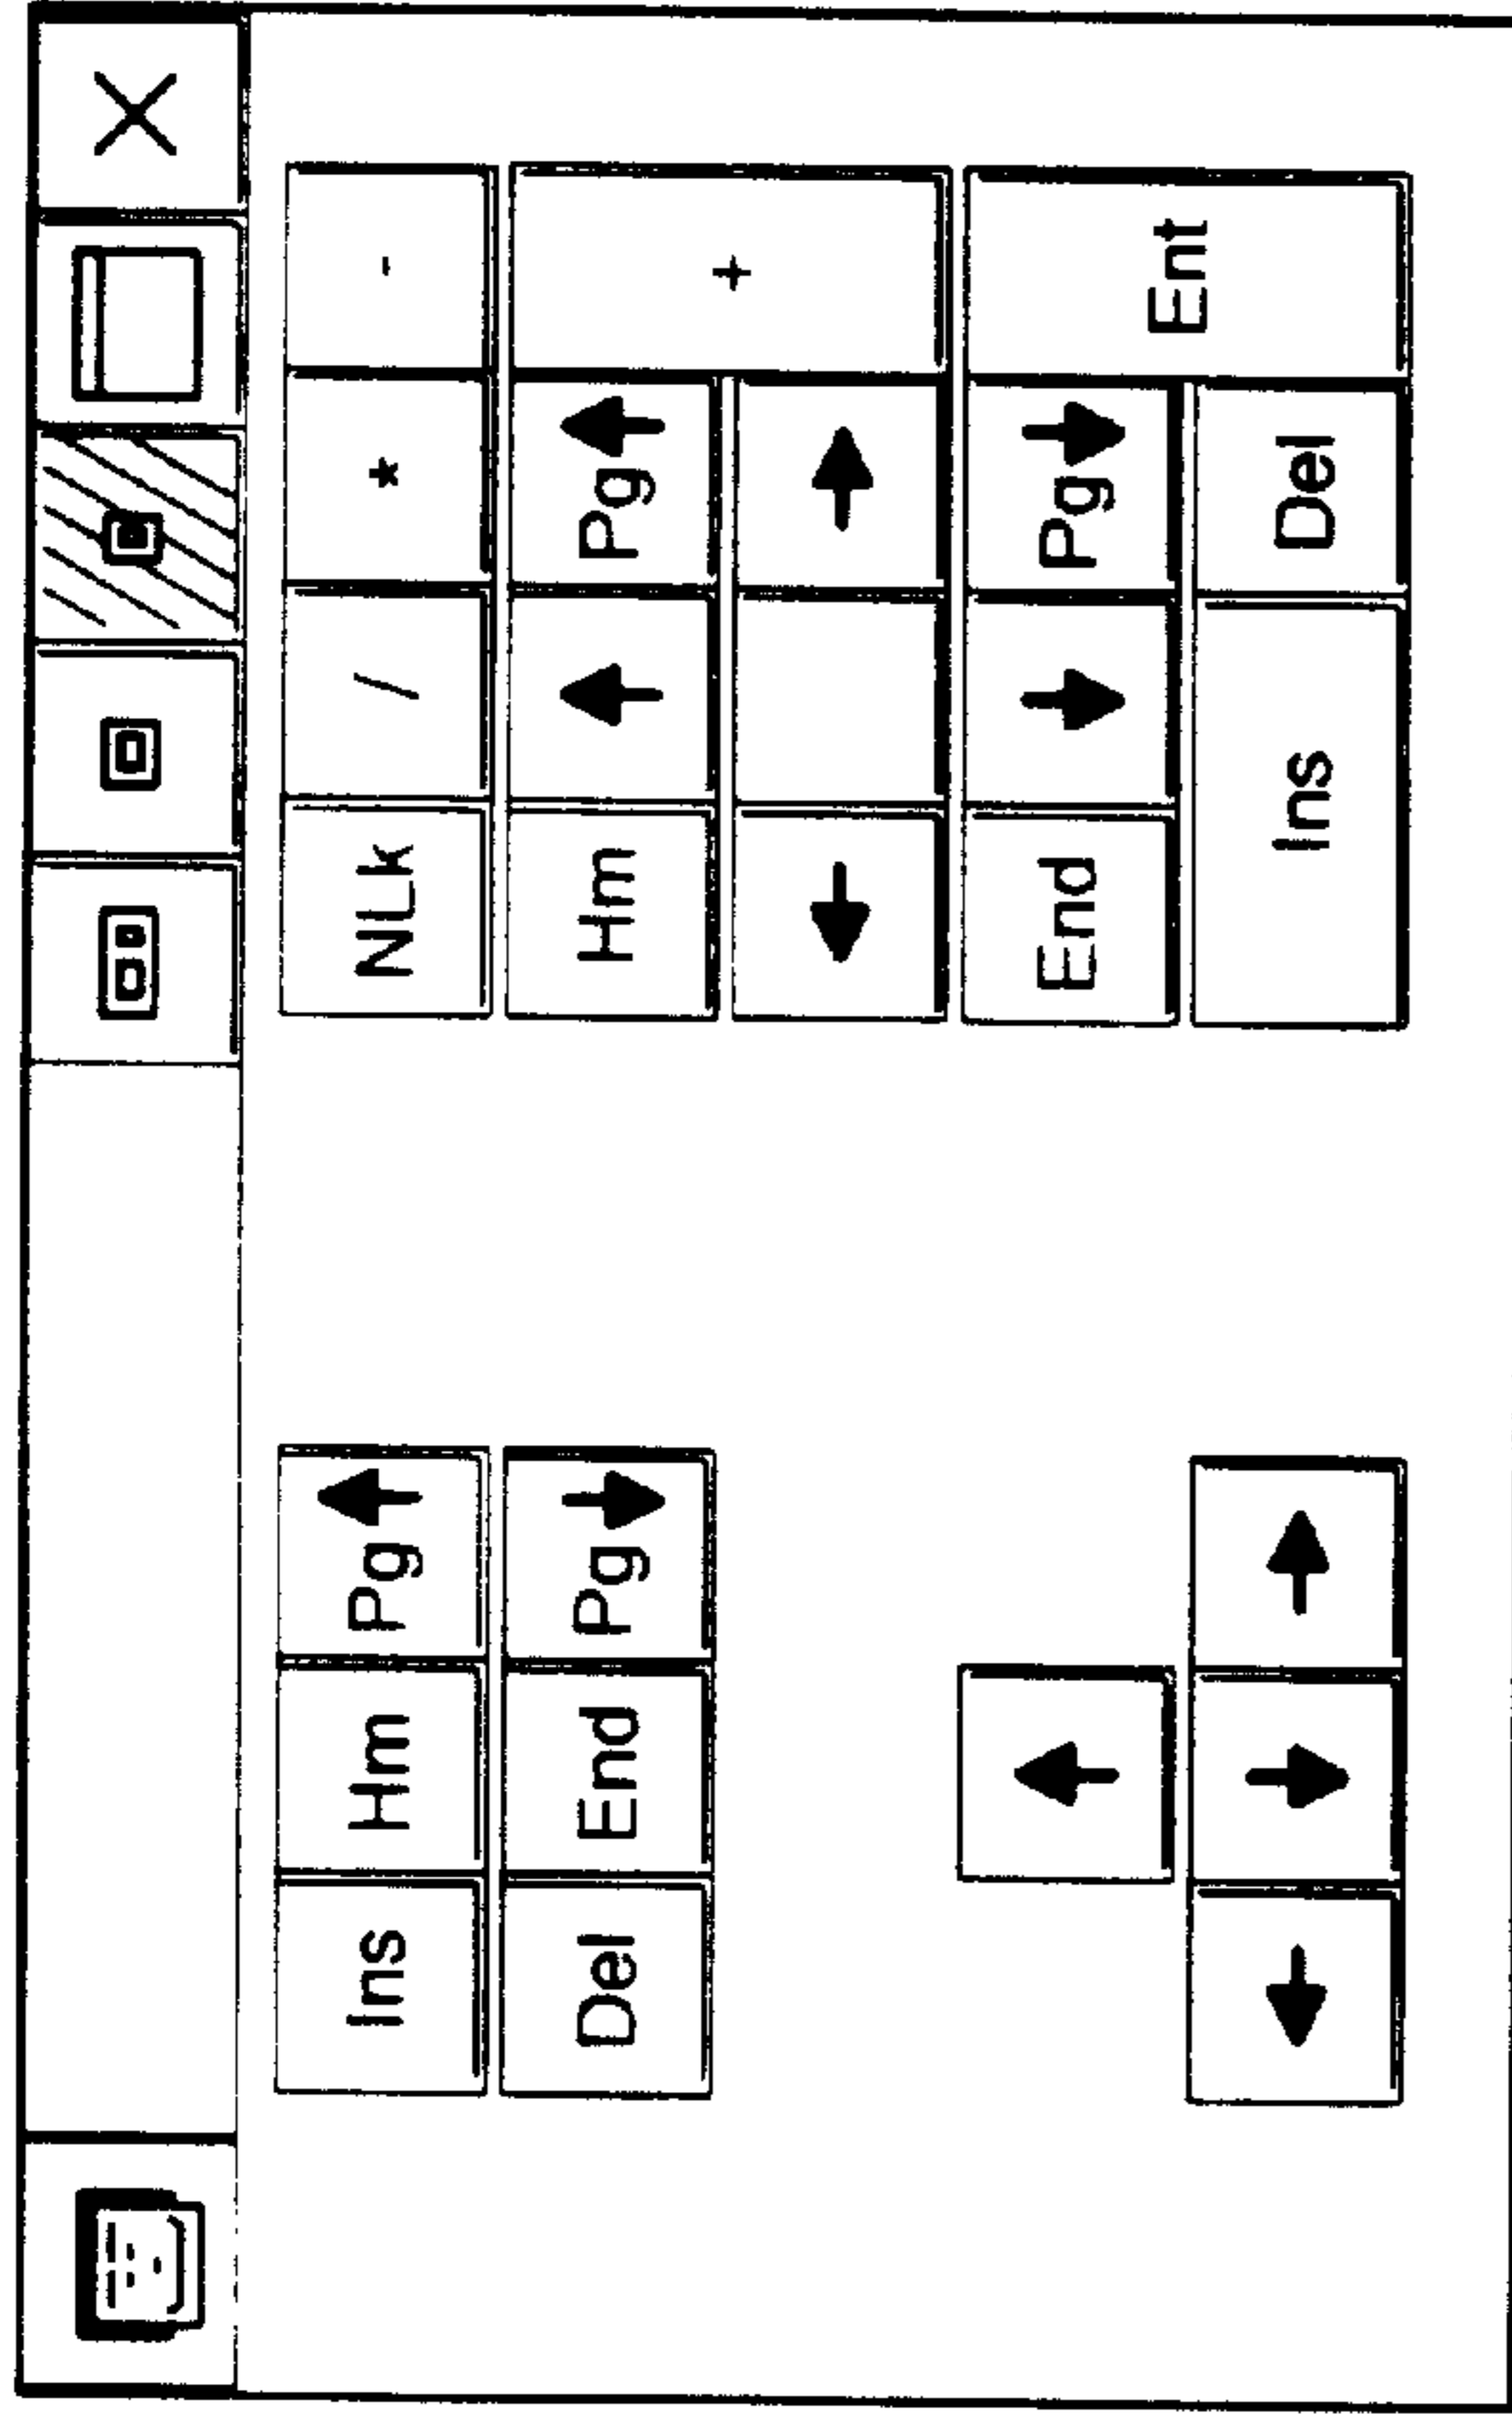 Ins Hm Pg↑ NLk / * -
Del End Pg↓ Hm ↑ Pg↑ +
← →
↑ End ↓ Pg↓ Ent
← ↓ → Ins Del